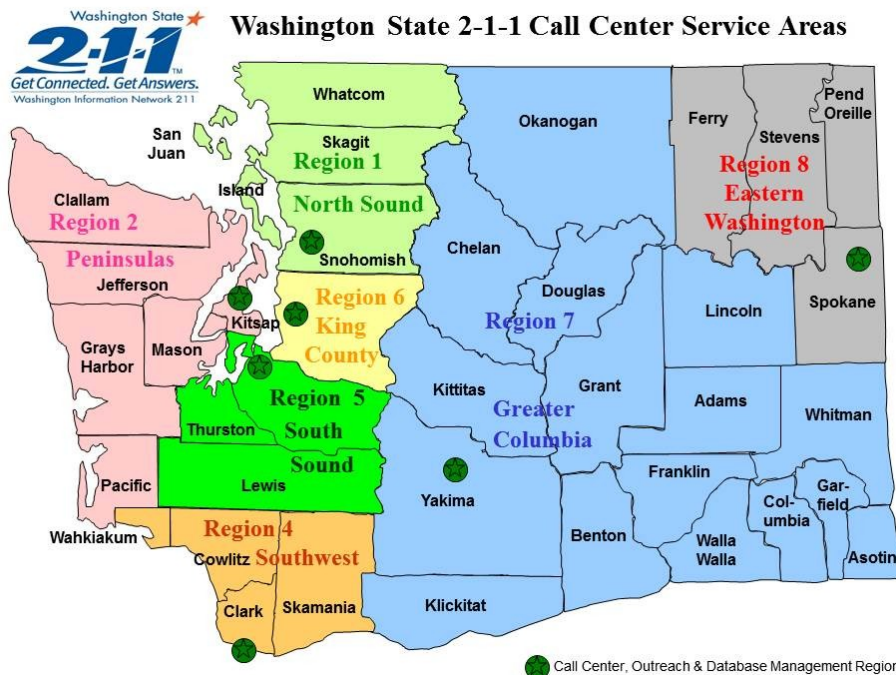 Washington State
2-1-1
TM
Get Connected. Get Answers.
Washington Information Network 211
Washington State 2-1-1 Call Center Service Areas
Whatcom
San
Juan
Skagit
Region 1
Island
North Sound
Snohomish
Clallam
Region 2
Peninsulas
Jefferson
Kitsap
Grays
Harbor
Mason
Region 6
King
County
Region 5
South
Sound
Thurston
Lewis
Pacific
Wahkiakum
Region 4
Cowlitz
Southwest
Clark
Skamania
Okanogan
Chelan
Douglas
Region 7
Kittitas
Grant
Greater
Columbia
Yakima
Klickitat
Lincoln
Adams
Whitman
Franklin
Benton
Walla
Walla
Col-
umbia
Gar-
field
Asotin
Ferry
Stevens
Pend
Oreille
Region 8
Eastern
Washington
Spokane
Call Center, Outreach & Database Management Region